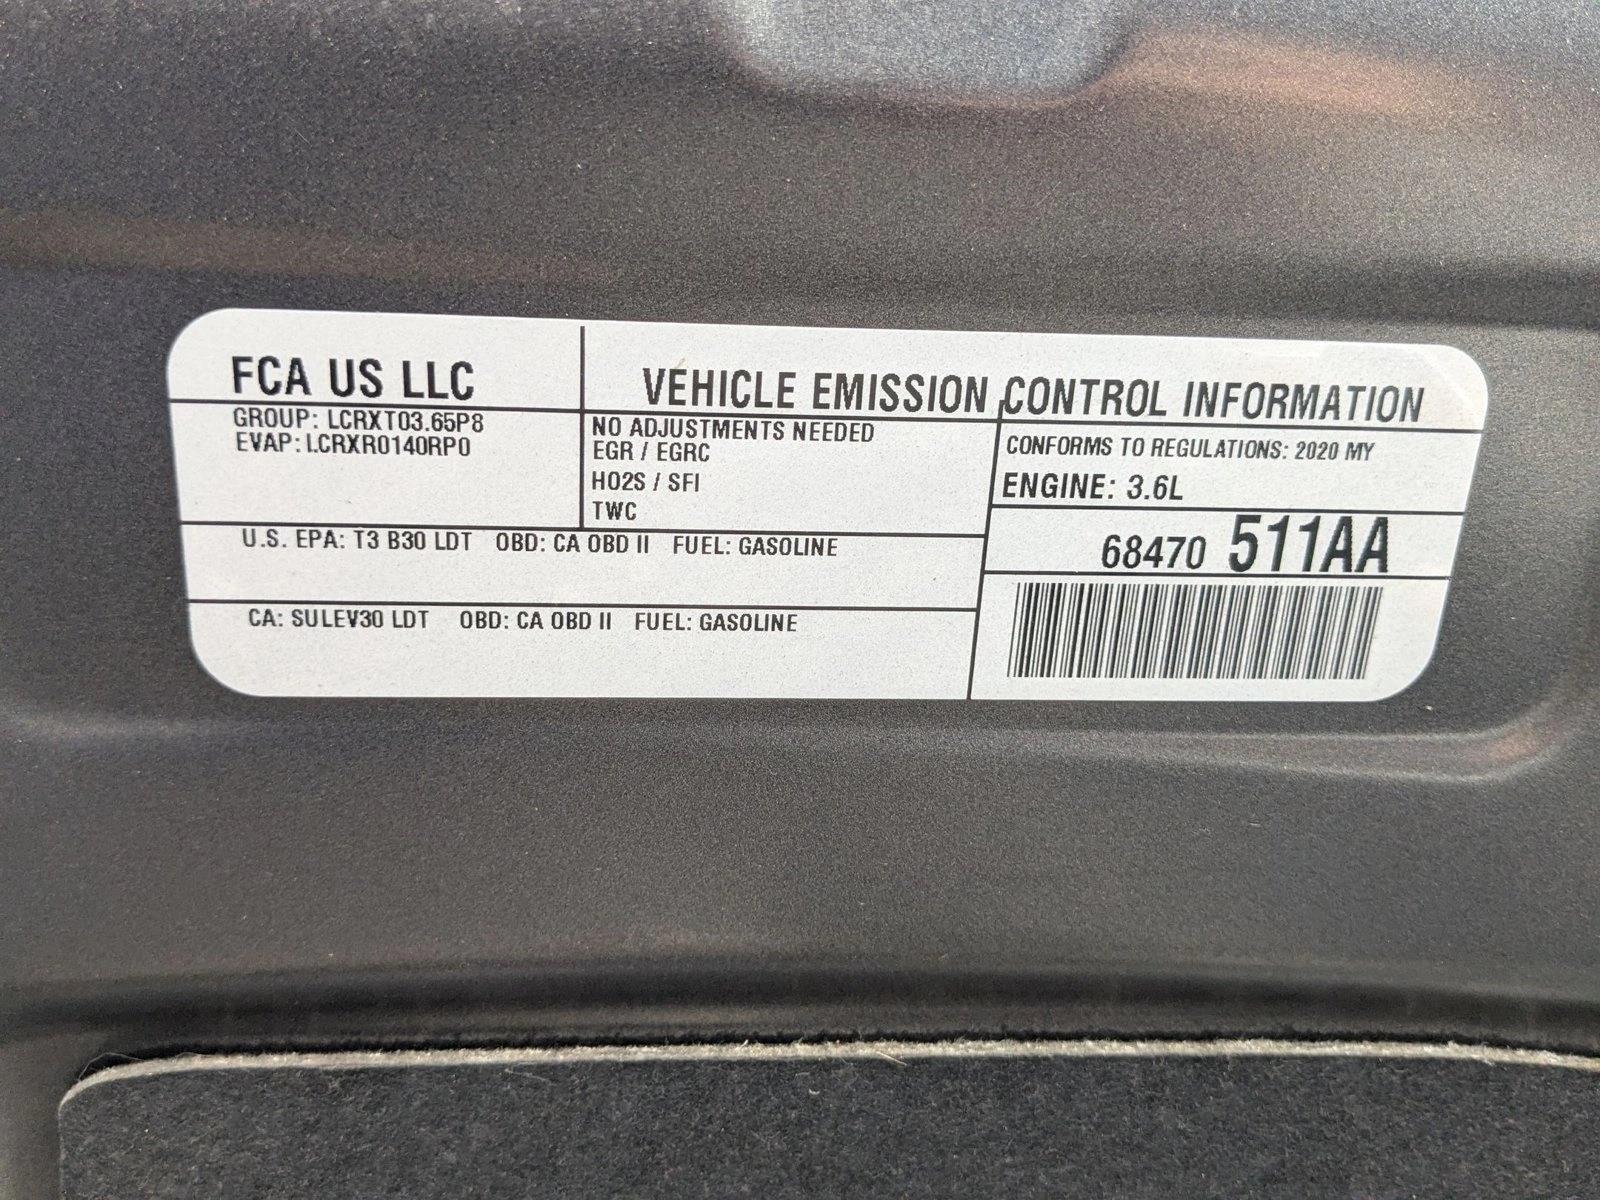 FCA US LLC
VEHICLE EMISSION CONTROL INFORMATION
GROUP: LCRXT03.65P8
EVAP: LCRXR0140RP0
NO ADJUSTMENTS NEEDED
EGR / EGRC
HO2S / SFI
TWC
CONFORMS TO REGULATIONS: 2020 MY
ENGINE: 3.6L
U.S. EPA: T3 B30 LDT OBD: CA OBD II FUEL: GASOLINE
68470 511AA
CA: SULEV30 LDT OBD: CA OBD II FUEL: GASOLINE